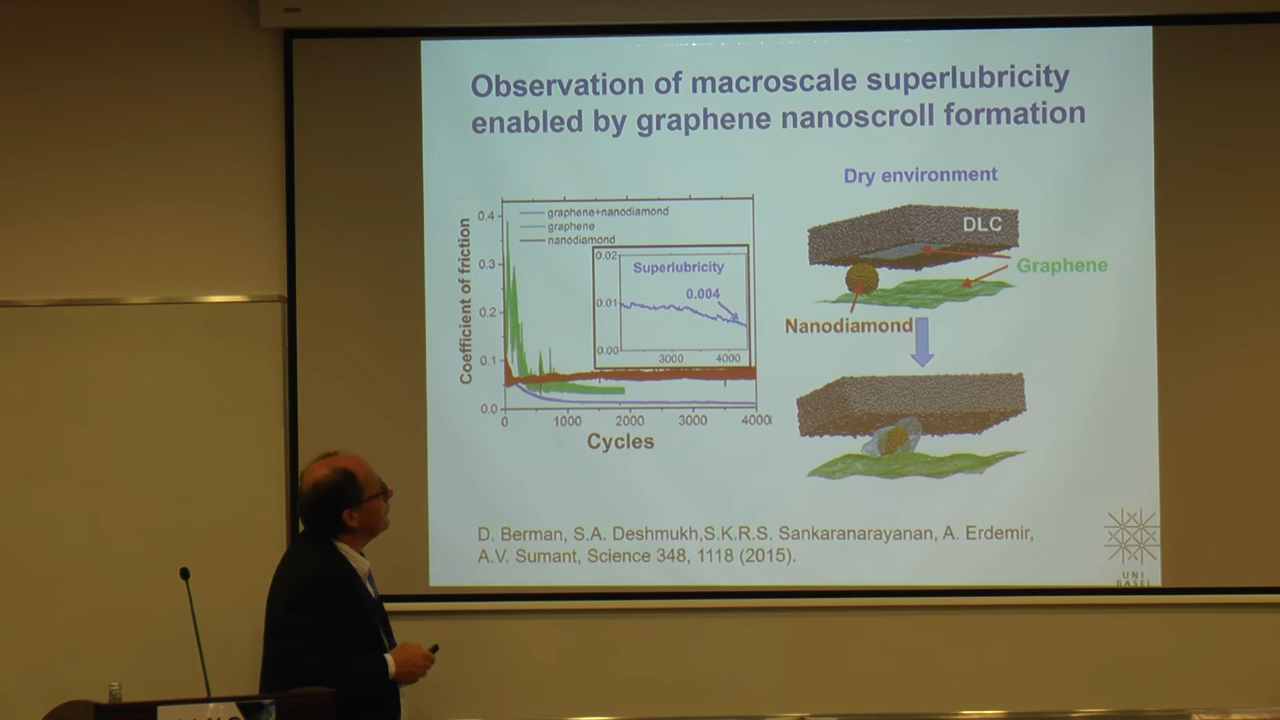 Observation of macroscale superlubricity
enabled by graphene nanoscroll formation
Dry environment
Coefficient of friction
0.4
0.3
0.2
0.1
0.0
graphene+nanodiamond
graphene
nanodiamond
0.02
0.01
0.00
Superlubricity
0.004
3000
4000
0
1000
2000
3000
4000
Cycles
DLC
Graphene
Nanodiamond
D. Berman, S.A. Deshmukh,S.K.R.S. Sankaranarayanan, A. Erdemir,
A.V. Sumant, Science 348, 1118 (2015).
UNI
BASEL